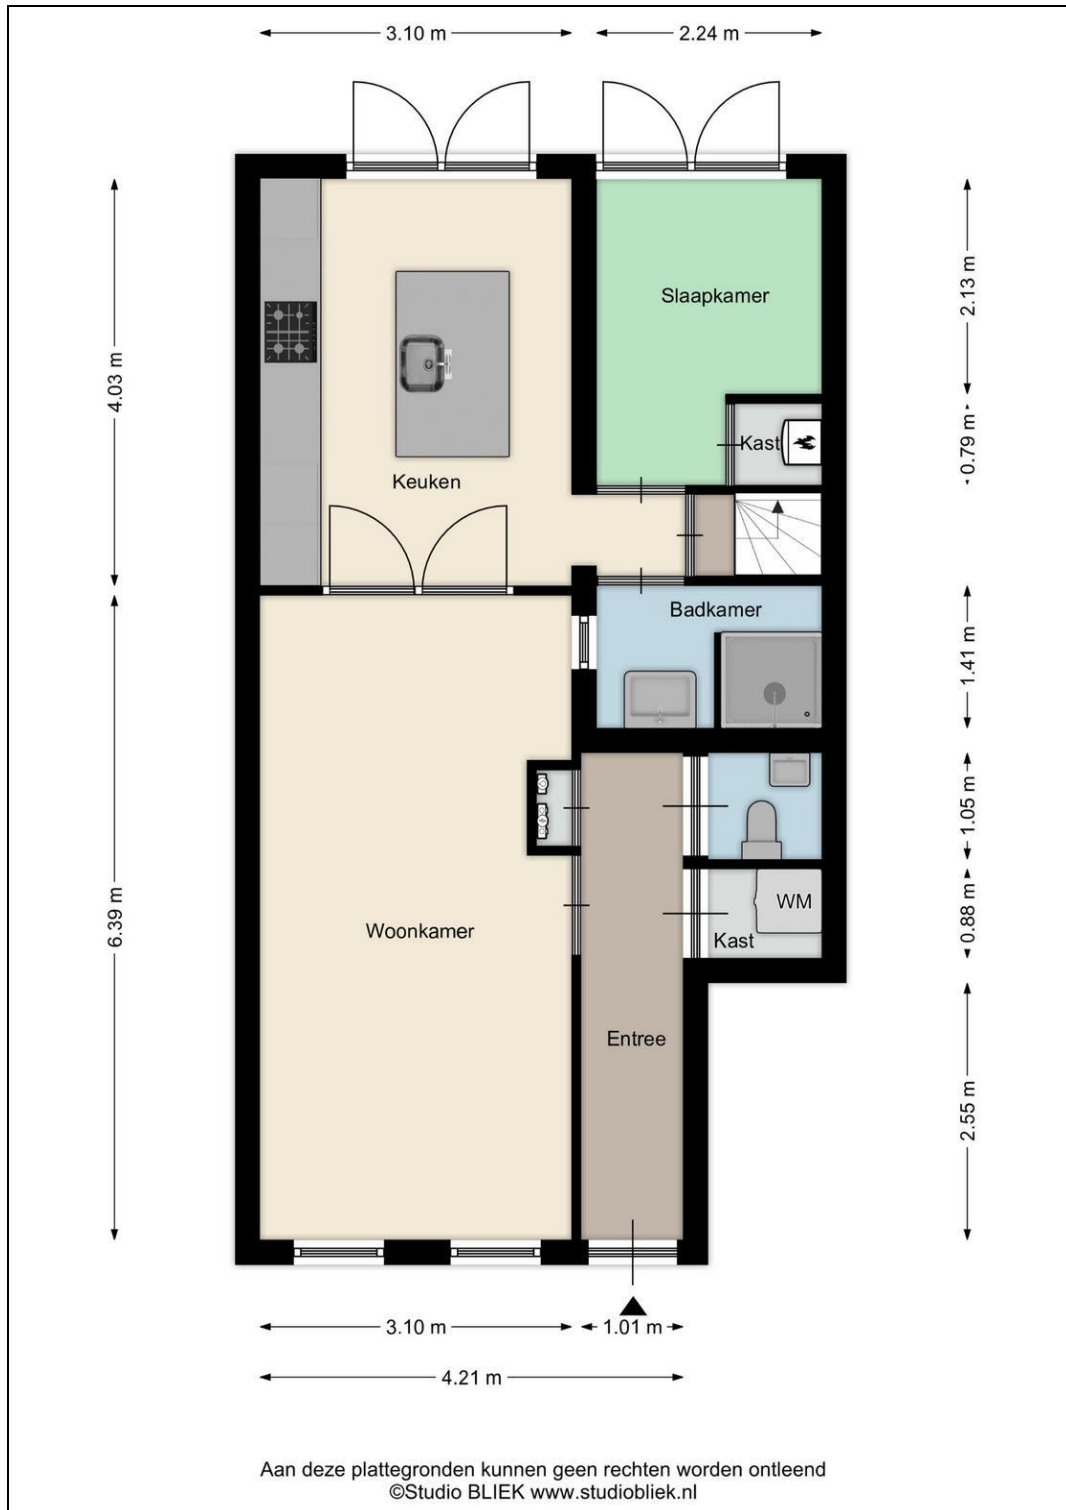 3.10 m
2.24 m
Slaapkamer
2.13 m
4.03 m
Kast
0.79 m
Keuken
Badkamer
1.41 m
1.05 m
WM
0.88 m
6.39 m
Woonkamer
Kast
Entree
2.55 m
3.10 m
1.01 m
4.21 m
Aan deze plattegronden kunnen geen rechten worden ontleend
©Studio BLIEK www.studiobliek.nl